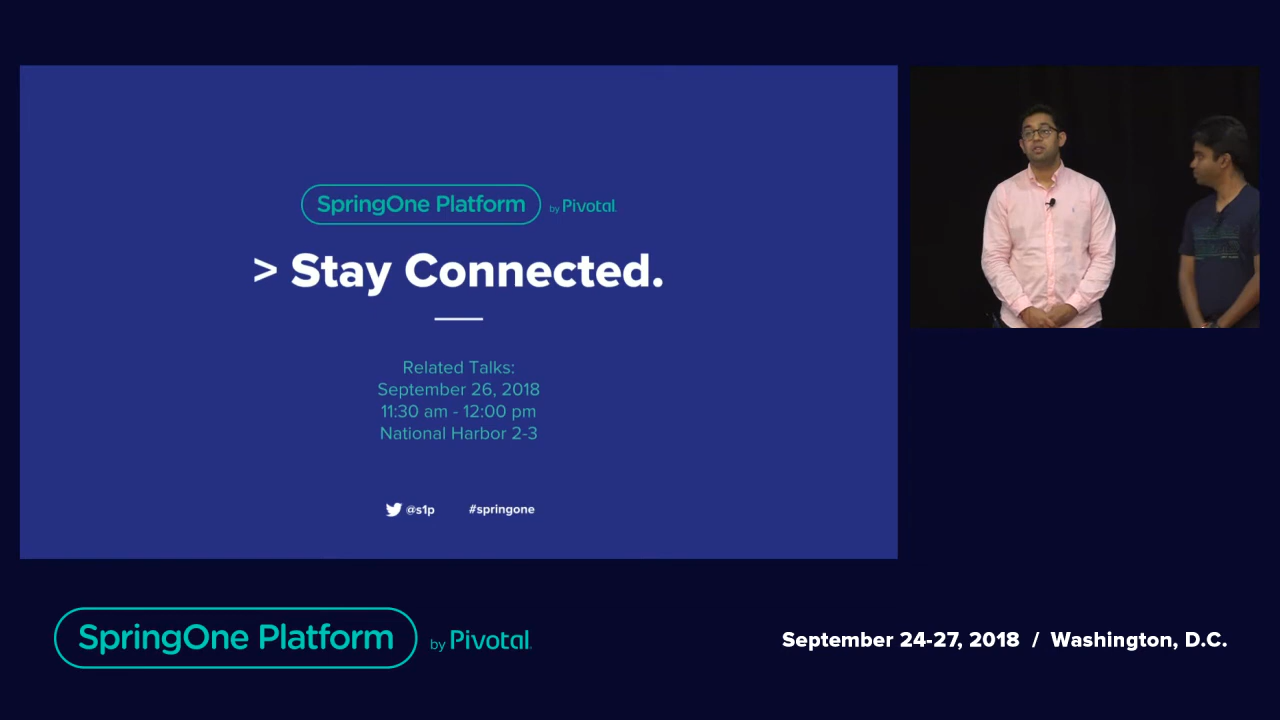 SpringOne Platform by Pivotal.
> Stay Connected.
Related Talks:
September 26, 2018
11:30 am - 12:00 pm
National Harbor 2-3
@s1p #springone
SpringOne Platform by Pivotal.
September 24-27, 2018 / Washington, D.C.